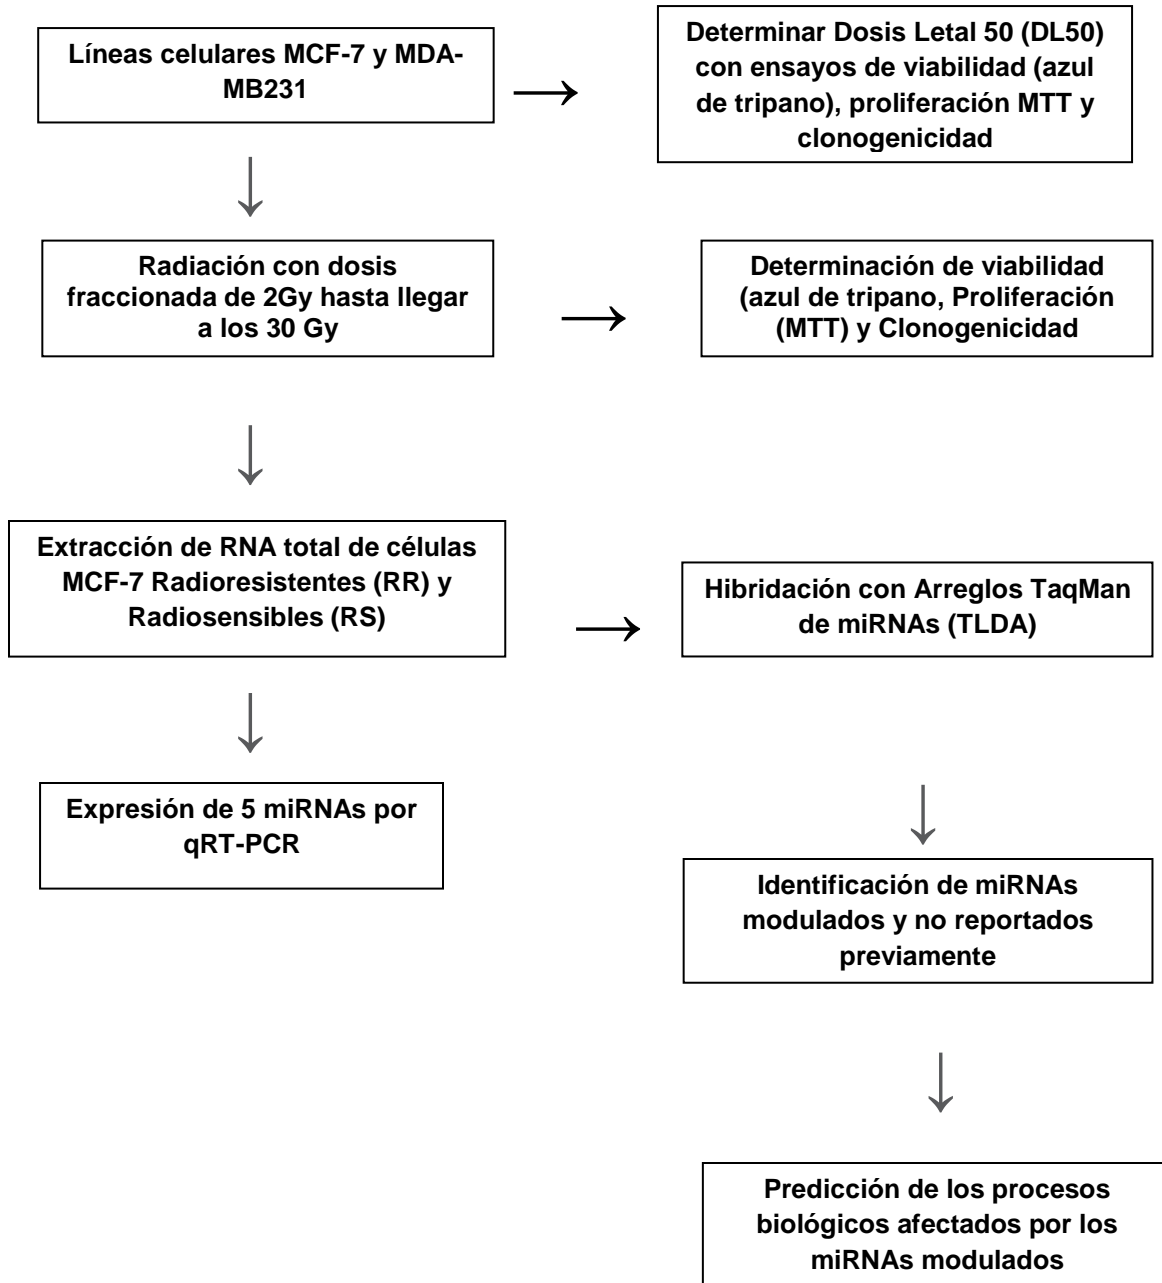 Líneas celulares MCF-7 y MDA-
MB231
Determinar Dosis Letal 50 (DL50)
con ensayos de viabilidad (azul
de tripano), proliferación MTT y
clonogenicidad
Radiación con dosis
fraccionada de 2Gy hasta llegar
a los 30 Gy
Determinación de viabilidad
(azul de tripano, Proliferación
(MTT) y Clonogenicidad
Extracción de RNA total de células
MCF-7 Radioresistentes (RR) y
Radiosensibles (RS)
Hibridación con Arreglos TaqMan
de miRNAs (TLDA)
Expresión de 5 miRNAs por
qRT-PCR
Identificación de miRNAs
modulados y no reportados
previamente
Predicción de los procesos
biológicos afectados por los
miRNAs modulados